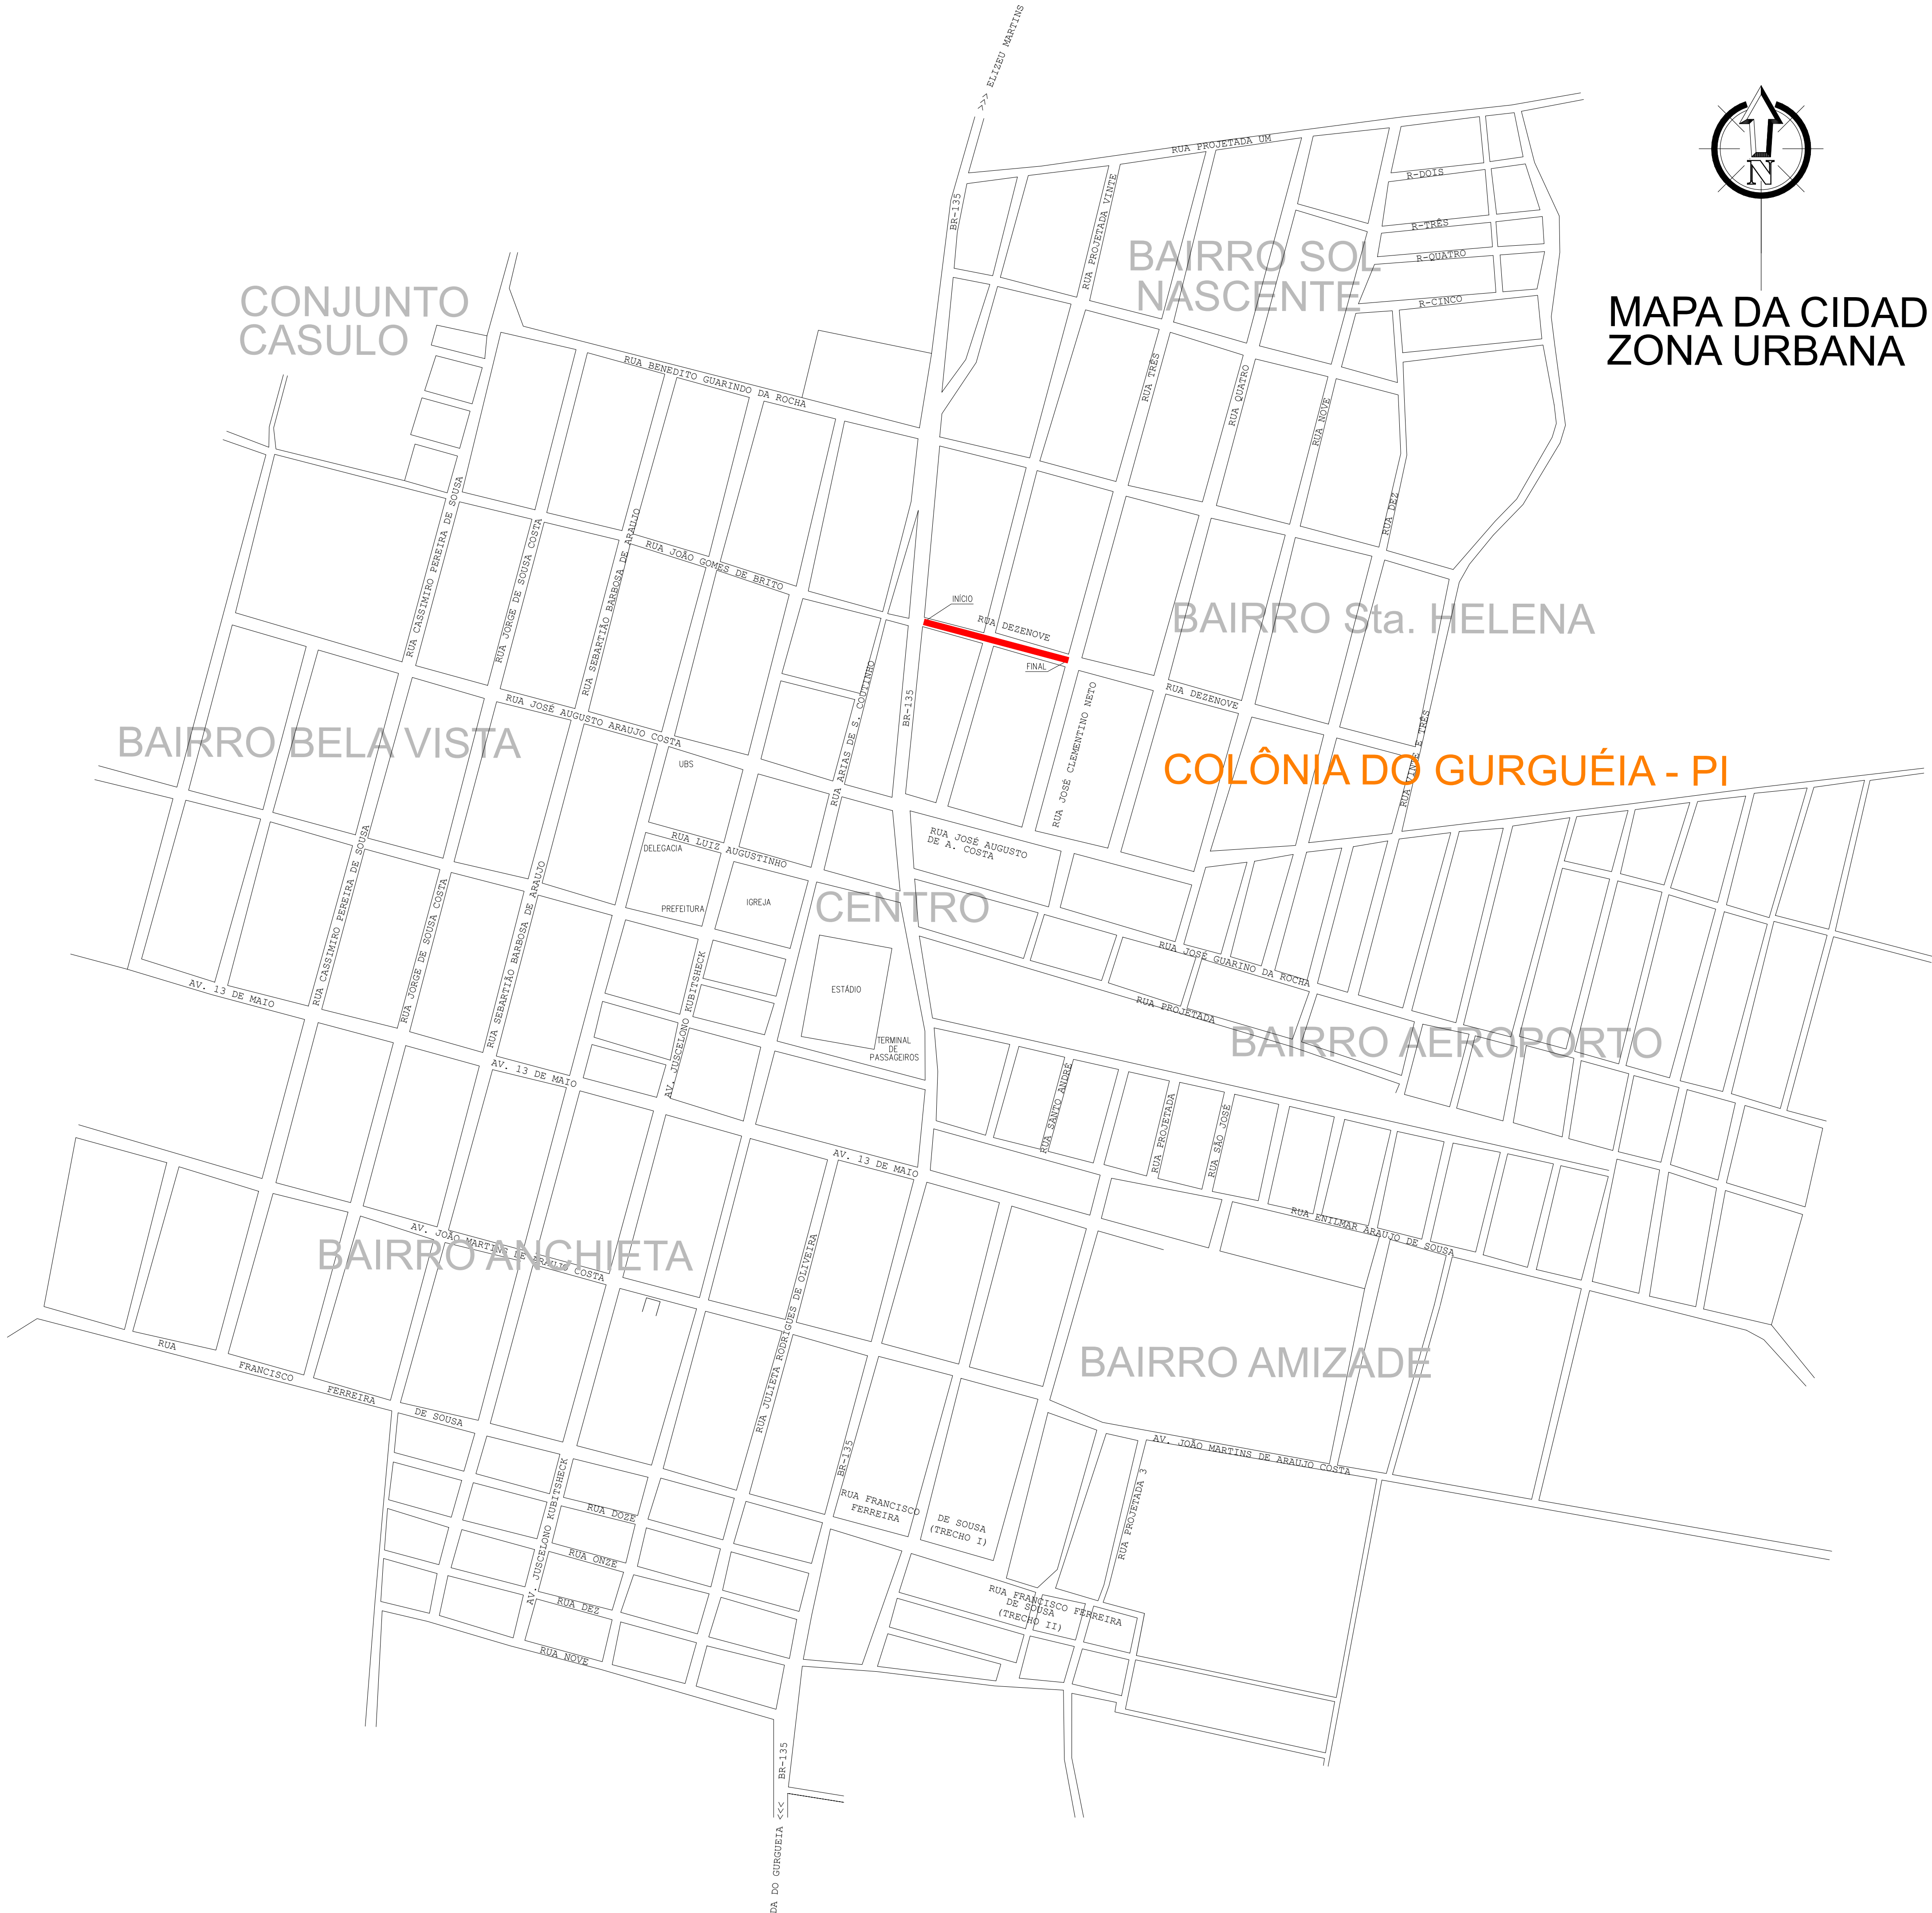 >>> ELIZEU MARTINS
N
MAPA DA CIDAD
ZONA URBANA
RUA PROJETADA UM
R-DOIS
R-TRÊS
R-QUATRO
R-CINCO
BR-135
RUA PROJETADA VINTE
BAIRRO SOL
NASCENTE
CONJUNTO
CASULO
RUA BENEDITO GUARINDO DA ROCHA
RUA TRÊS
RUA QUATRO
RUA NOVE
RUA DEZ
RUA CASSIMIRO PEREIRA DE SOUSA
RUA JORGE DE SOUSA COSTA
RUA SEBARTIÃO BARBOSA DE ARAUJO
RUA JOÃO GOMES DE BRITO
INÍCIO
RUA DEZENOVE
FINAL
BAIRRO Sta. HELENA
RUA ARIAS DE S. COUTINHO
BR-135
RUA JOSÉ CLEMENTINO NETO
RUA DEZENOVE
RUA VINTE E TRÊS
RUA JOSÉ AUGUSTO ARAUJO COSTA
BAIRRO BELA VISTA
UBS
COLÔNIA DO GURGUÉIA - PI
RUA JOSÉ AUGUSTO
DE A. COSTA
RUA LUIZ AUGUSTINHO
DELEGACIA
PREFEITURA
IGREJA
CENTRO
RUA CASSIMIRO PEREIRA DE SOUSA
RUA JORGE DE SOUSA COSTA
RUA SEBARTIÃO BARBOSA DE ARAUJO
AV. JUSCELONO KUBITSHECK
RUA JOSE GUARINO DA ROCHA
AV. 13 DE MAIO
ESTÁDIO
RUA PROJETADA
TERMINAL
DE
PASSAGEIROS
BAIRRO AEROPORTO
AV. 13 DE MAIO
RUA SANTO ANDRÉ
RUA PROJETADA
RUA SÃO JOSÉ
AV. 13 DE MAIO
RUA ENILMAR ARAUJO DE SOUSA
AV. JOÃO MARTINS DE ARAUJO COSTA
BAIRRO ANCHIETA
RUA JULIETA RODRIGUES DE OLIVEIRA
BAIRRO AMIZADE
RUA
FRANCISCO
FERREIRA
DE SOUSA
AV. JOÃO MARTINS DE ARAUJO COSTA
BR-135
AV. JUSCELONO KUBITSHECK
RUA PROJETADA 3
RUA FRANCISCO
FERREIRA
DE SOUSA
(TRECHO I)
RUA DOZE
RUA ONZE
RUA DEZ
RUA NOVE
RUA FRANCISCO FERREIRA
DE SOUSA
(TRECHO II)
BR-135
DA DO GURGUEIA <<<